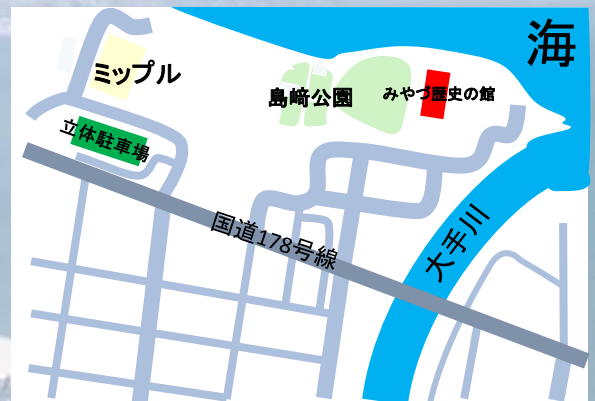 海
ミップル
島崎公園
みやづ歴史の館
立体駐車場
国道178号線
大手川